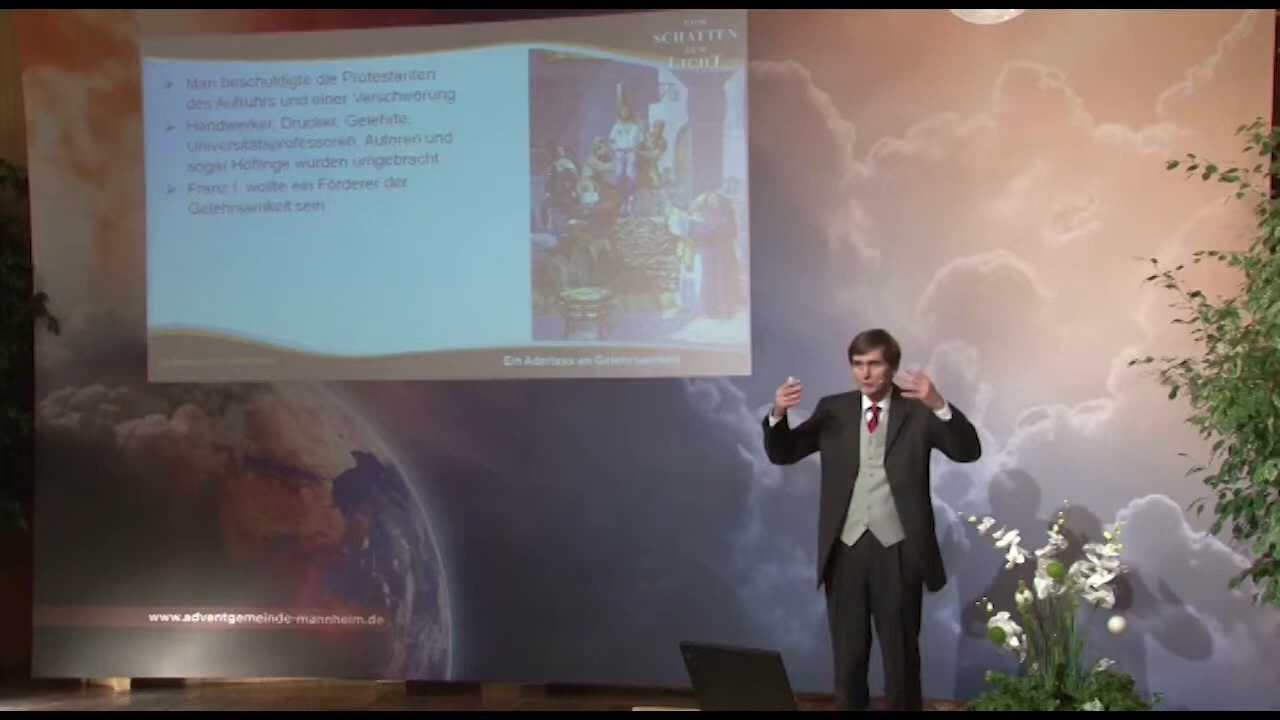 VOM
SCHATTEN
ZUM
LICHT
Man beschuldigte die Protestanten
des Aufruhrs und einer Verschwörung
Handwerker, Drucker, Gelehrte,
Universitätsprofessoren, Autoren und
sogar Höflinge wurden umgebracht
Franz I. wollte ein Förderer der
Gelehrsamkeit sein
Ein Aderlass an Gelehrsamkeit
www.adventgemeinde-mannheim.de